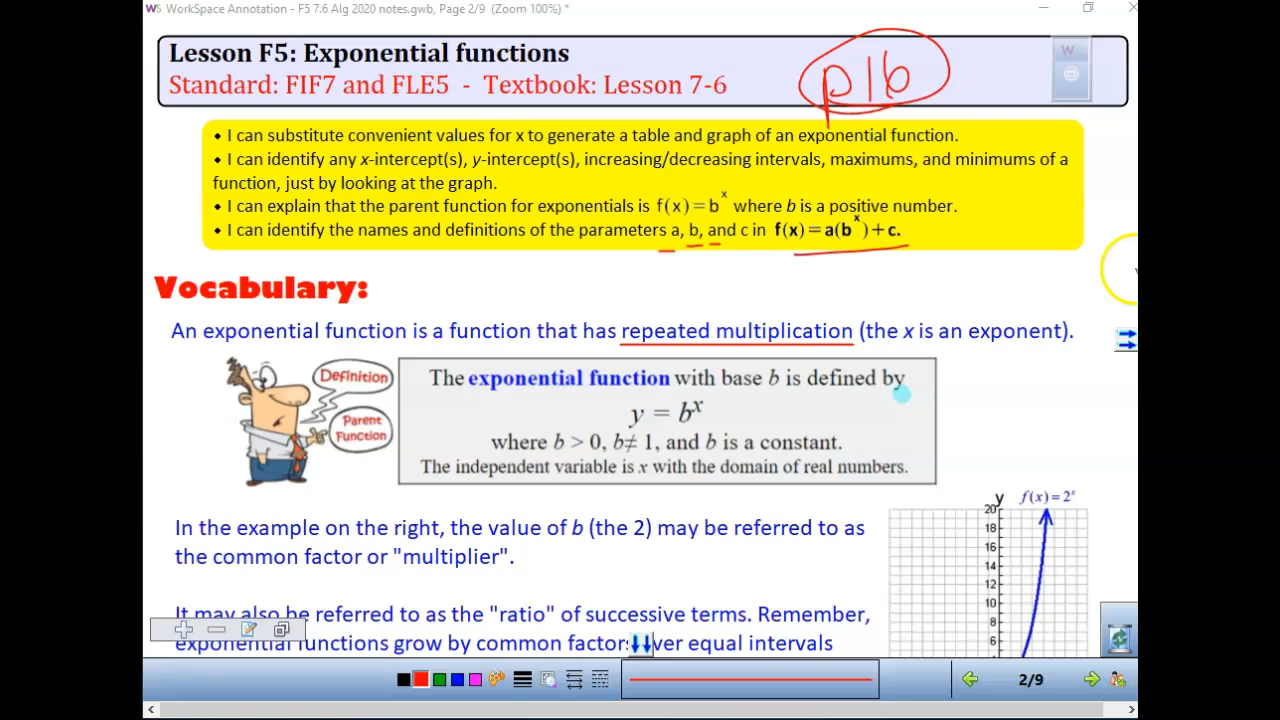 WS WorkSpace Annotation - F5 7.6 Alg 2020 notes.gwb, Page 2/9 (Zoom 100%) *
Lesson F5: Exponential functions
Standard: FIF7 and FLE5 - Textbook: Lesson 7-6
p16
W
• I can substitute convenient values for x to generate a table and graph of an exponential function.
• I can identify any x-intercept(s), y-intercept(s), increasing/decreasing intervals, maximums, and minimums of a
function, just by looking at the graph.
• I can explain that the parent function for exponentials is f(x) = b^x where b is a positive number.
• I can identify the names and definitions of the parameters a, b, and c in f(x) = a(b^x) + c.
Vocabulary:
An exponential function is a function that has repeated multiplication (the x is an exponent).
Definition
Parent
Function
The exponential function with base b is defined by
y = b^x
where b > 0, b ≠ 1, and b is a constant.
The independent variable is x with the domain of real numbers.
In the example on the right, the value of b (the 2) may be referred to as
the common factor or "multiplier".
It may also be referred to as the "ratio" of successive terms. Remember,
exponential functions grow by common factors over equal intervals
y f(x) = 2^x
20
18
16
14
12
10
8
6
2/9